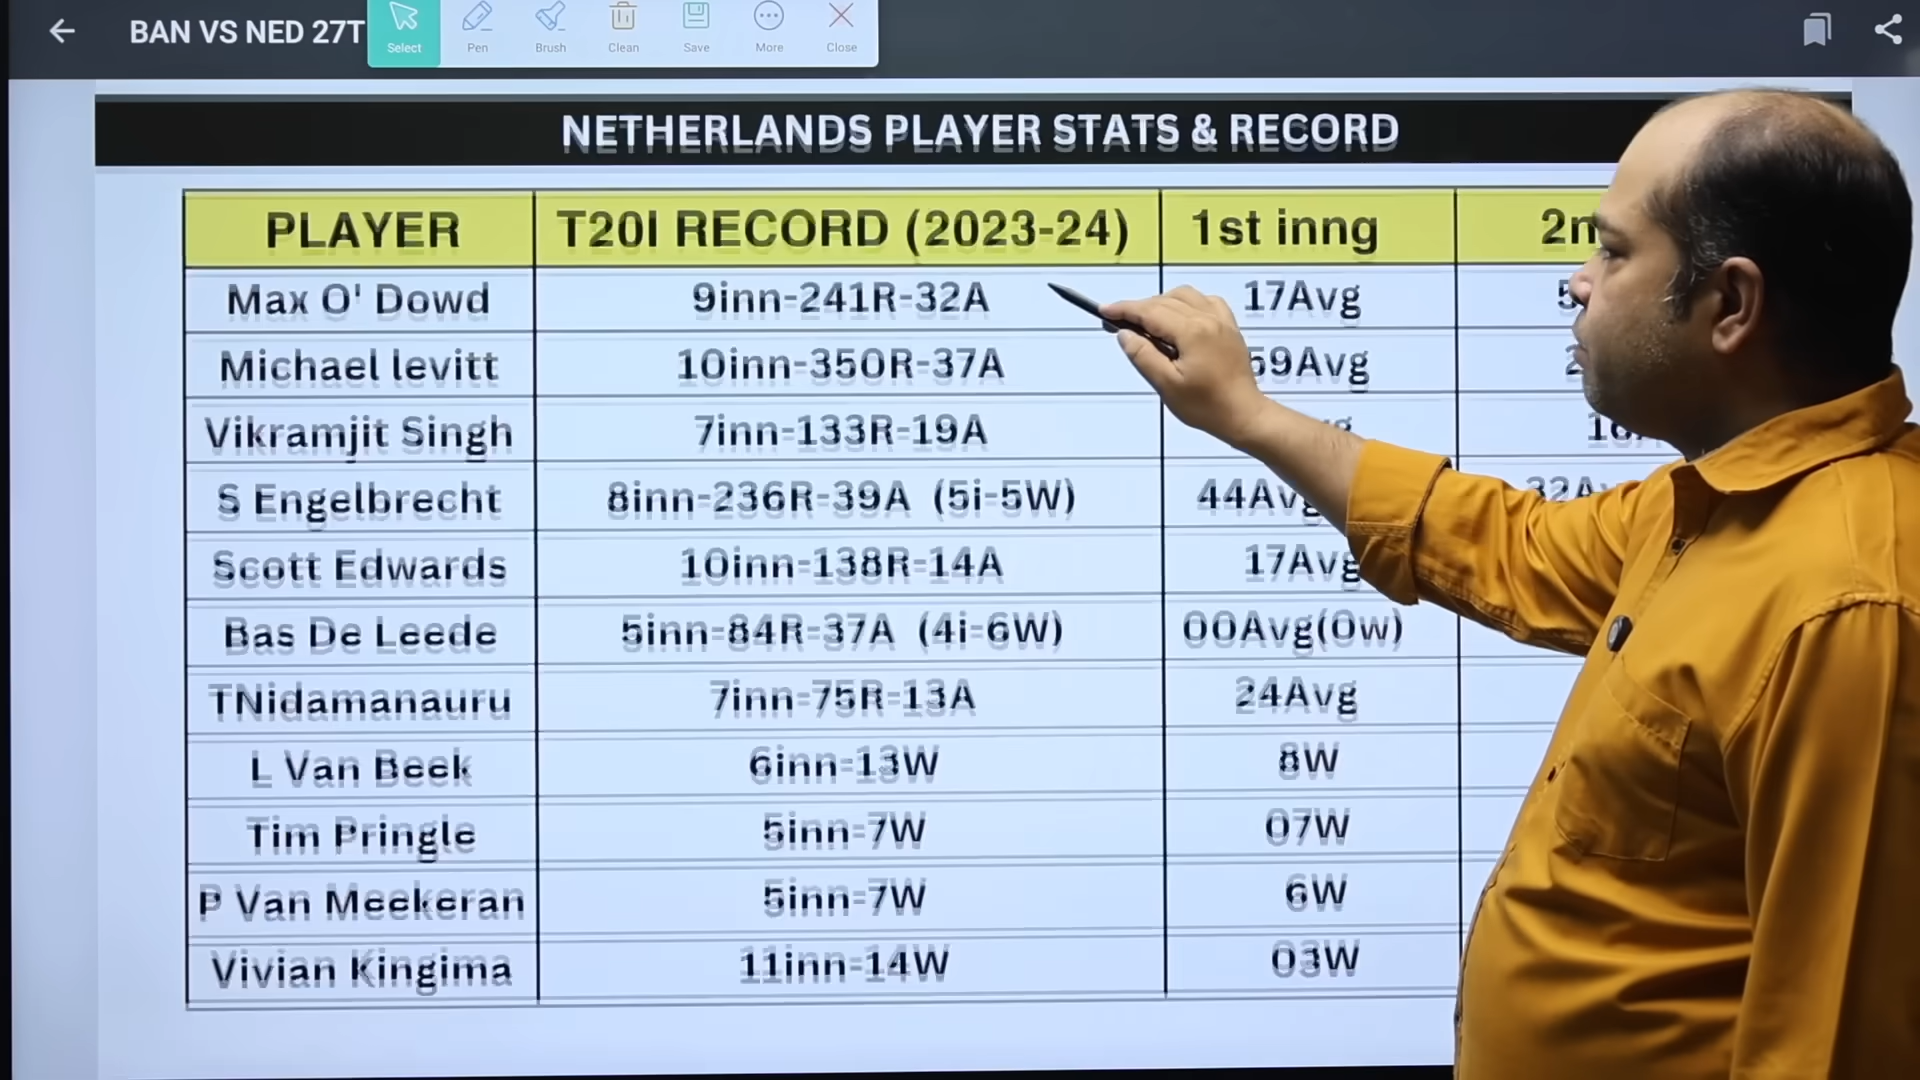 BAN VS NED 27T
Select Pen Brush Clean Save More Close
NETHERLANDS PLAYER STATS & RECORD
PLAYER T20I RECORD (2023-24) 1st inng
Max O' Dowd 9inn-241R-32A 17Avg
Michael levitt 10inn-350R-37A 59Avg
Vikramjit Singh 7inn-133R-19A
S Engelbrecht 8inn-236R-39A (5i-5W) 44Avg
Scott Edwards 10inn-138R-14A 17Avg
Bas De Leede 5inn-84R-37A (4i-6W) 00Avg(0w)
TNidamanauru 7inn-75R-13A 24Avg
L Van Beek 6inn-13W 8W
Tim Pringle 5inn-7W 07W
P Van Meekeran 5inn-7W 6W
Vivian Kingima 11inn-14W 03W